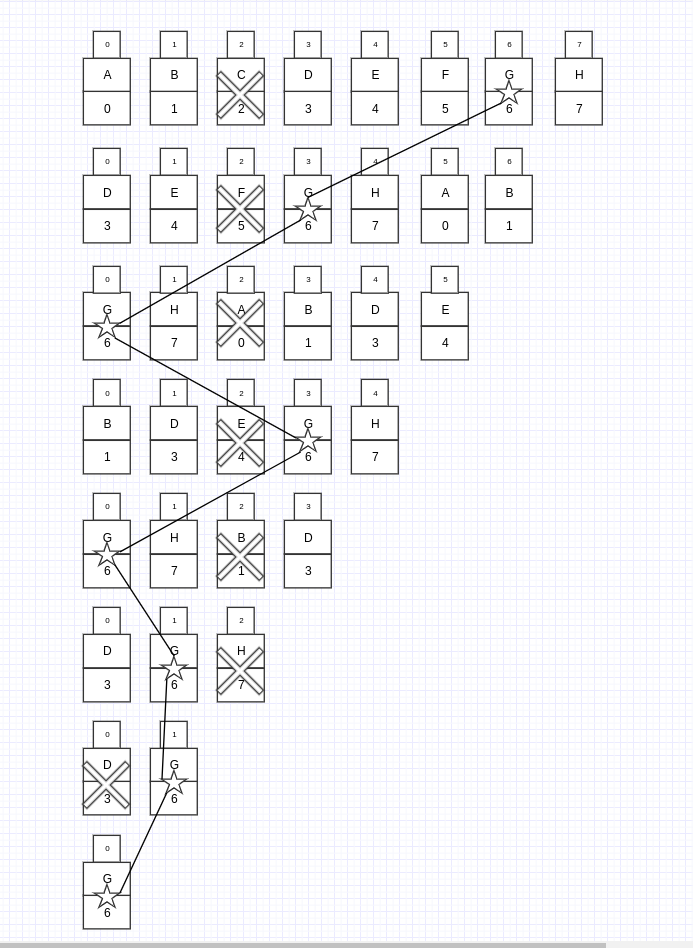 0 1 2 3 4 5 6 7
A B C D E F G H
0 1 2 3 4 5 6 7
0 1 2 3 4 5 6
D E F G H A B
3 4 5 6 7 0 1
0 1 2 3 4 5
G H A B D E
6 7 0 1 3 4
0 1 2 3 4
B D E G H
1 3 4 6 7
0 1 2 3
G H B D
6 7 1 3
0 1 2
D G H
3 6 7
0 1
D G
3 6
0
G
6